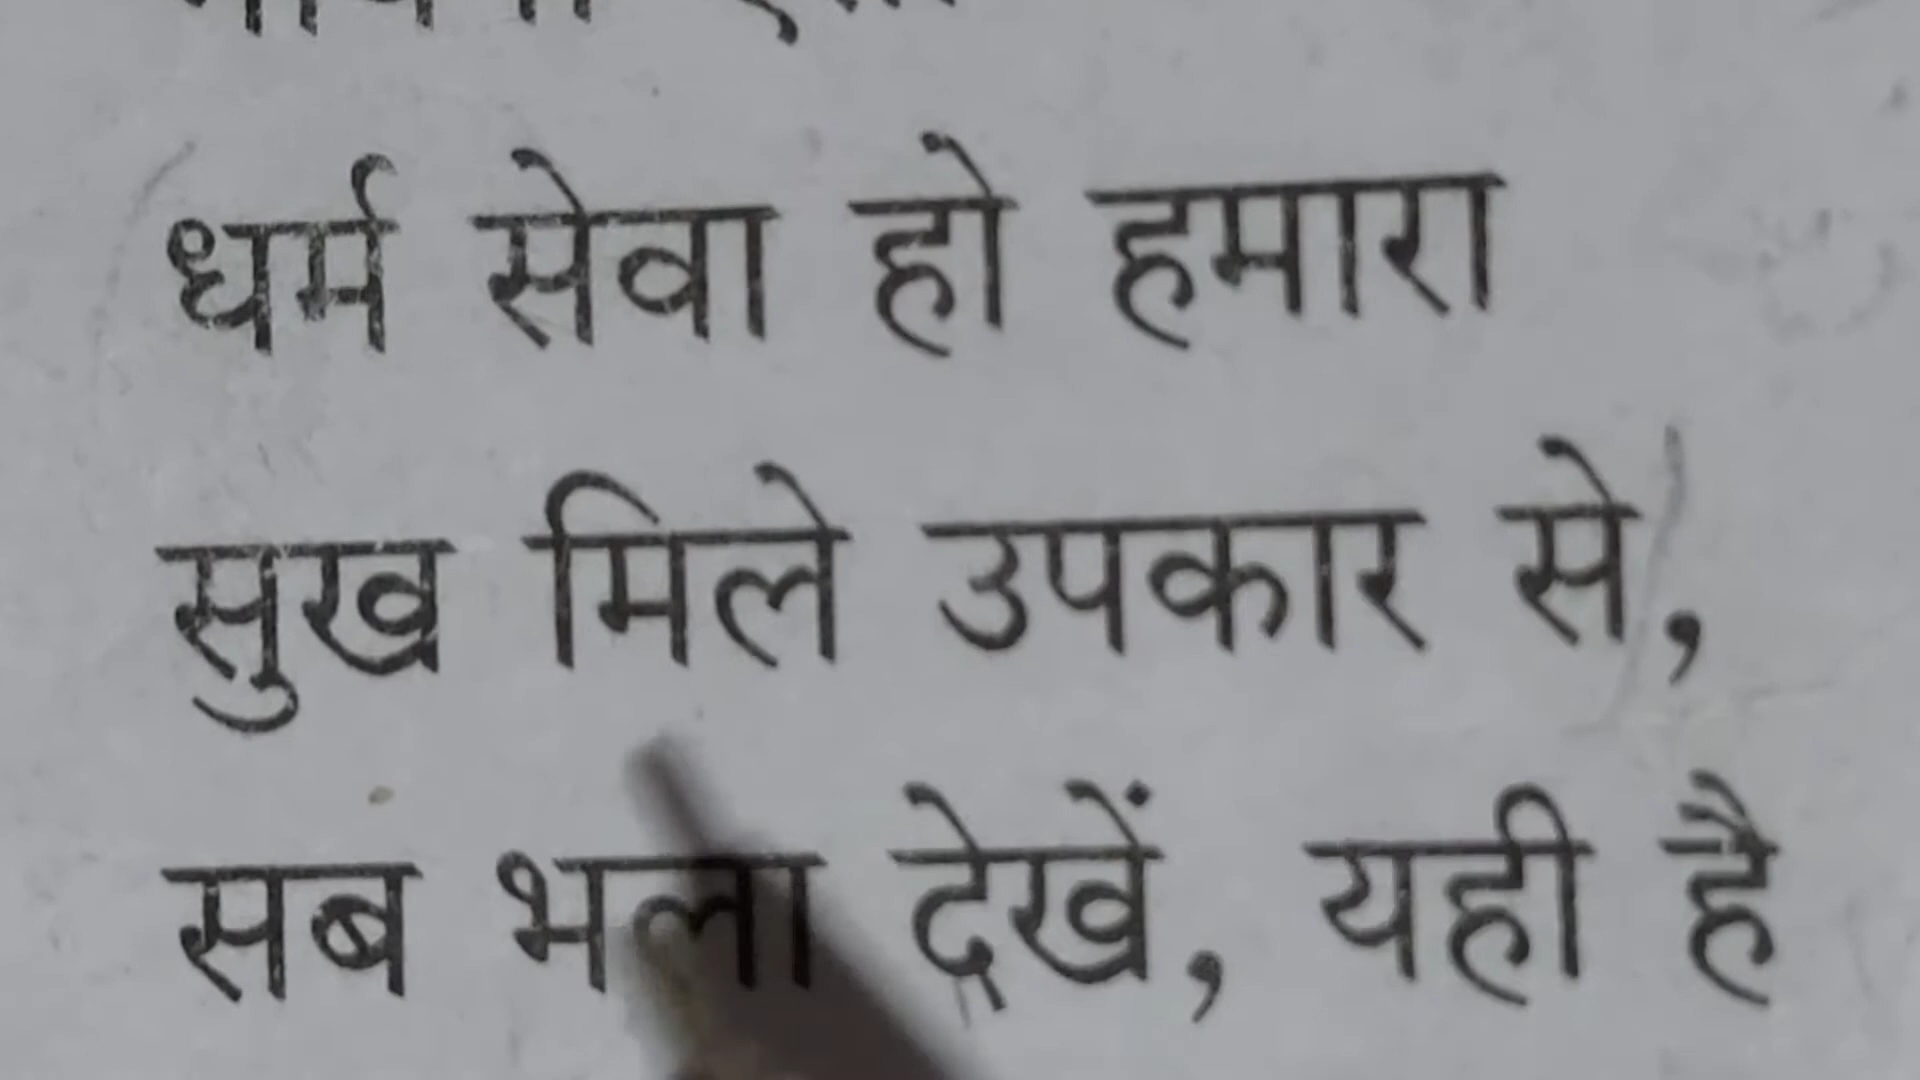 धर्म सेवा हो हमारा
सुख मिले उपकार से,
सब भला देखें, यही है